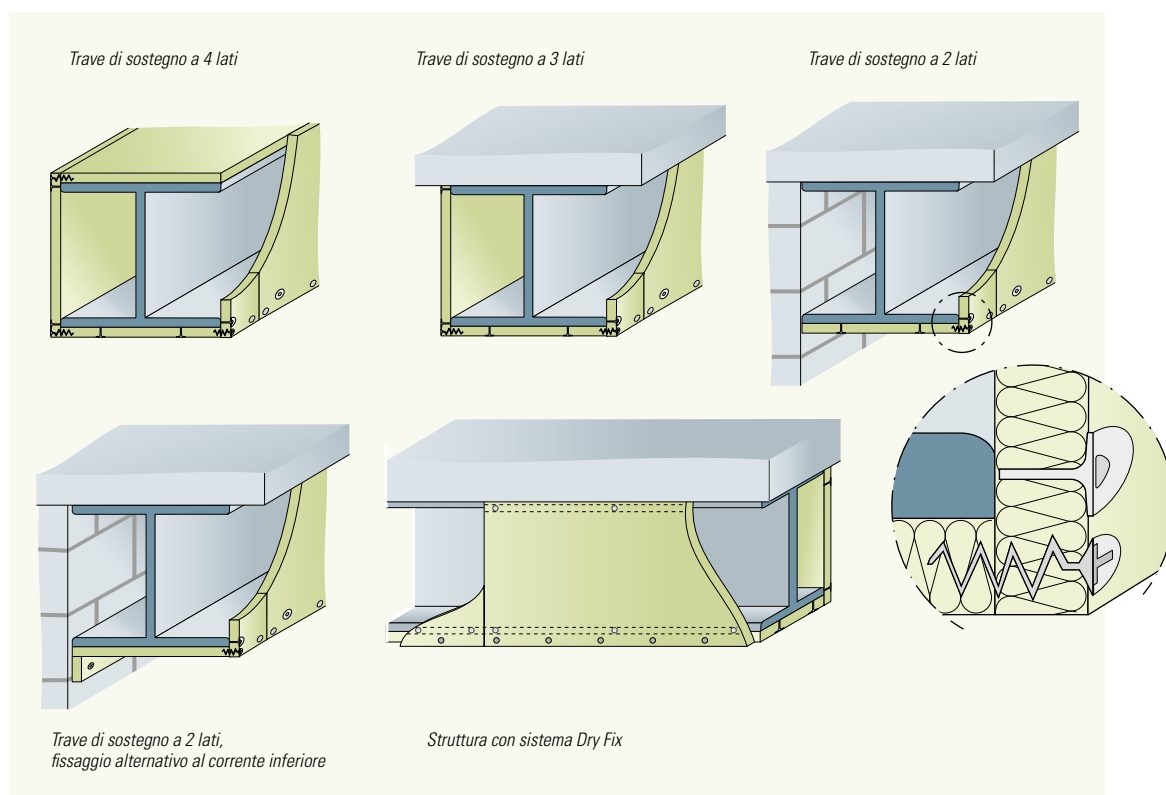 Trave di sostegno a 4 lati
Trave di sostegno a 3 lati
Trave di sostegno a 2 lati
Trave di sostegno a 2 lati,
fissaggio alternativo al corrente inferiore
Struttura con sistema Dry Fix